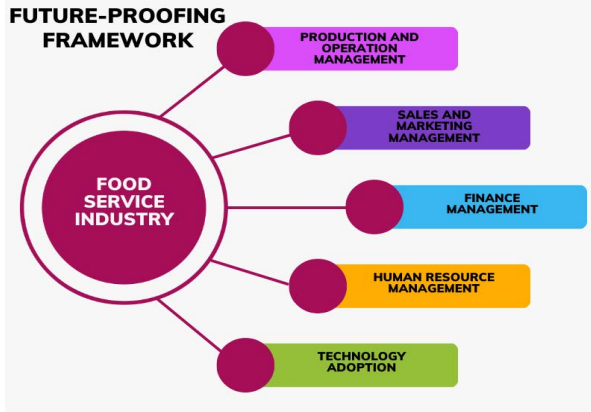 FUTURE-PROOFING
FRAMEWORK
PRODUCTION AND
OPERATION
MANAGEMENT
SALES AND
MARKETING
MANAGEMENT
FOOD
SERVICE
INDUSTRY
FINANCE
MANAGEMENT
HUMAN RESOURCE
MANAGEMENT
TECHNOLOGY
ADOPTION